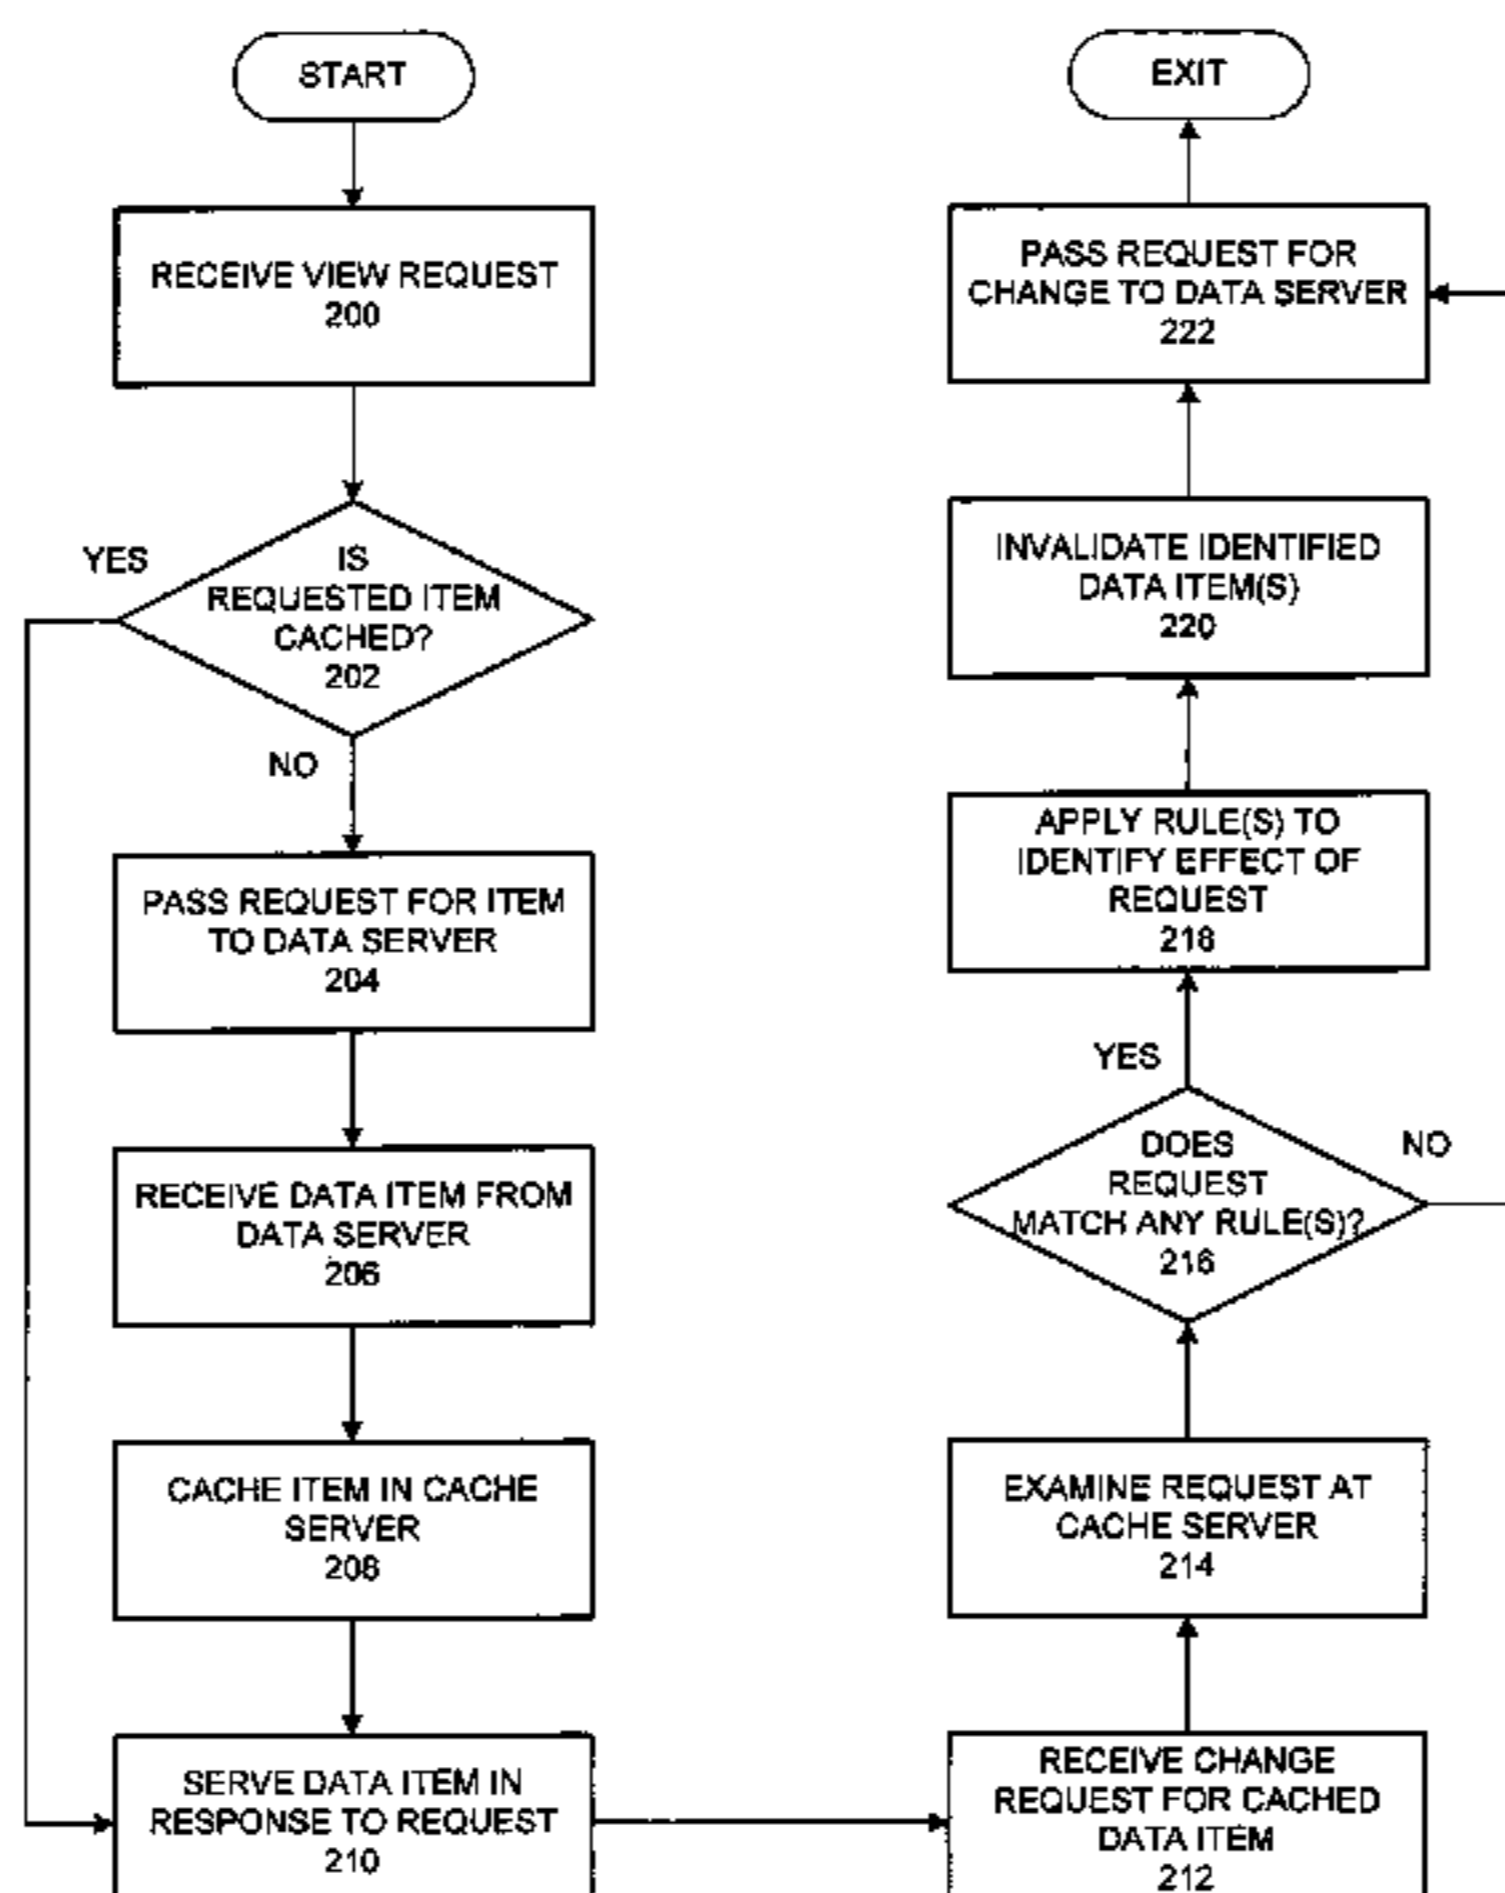 START
RECEIVE VIEW REQUEST
200
YES
IS
REQUESTED ITEM
CACHED?
202
NO
PASS REQUEST FOR ITEM
TO DATA SERVER
204
RECEIVE DATA ITEM FROM
DATA SERVER
206
CACHE ITEM IN CACHE
SERVER
208
SERVE DATA ITEM IN
RESPONSE TO REQUEST
210
RECEIVE CHANGE
REQUEST FOR CACHED
DATA ITEM
212
EXAMINE REQUEST AT
CACHE SERVER
214
DOES
REQUEST
MATCH ANY RULE(S)?
216
YES
NO
APPLY RULE(S) TO
IDENTIFY EFFECT OF
REQUEST
218
INVALIDATE IDENTIFIED
DATA ITEM(S)
220
PASS REQUEST FOR
CHANGE TO DATA SERVER
222
EXIT